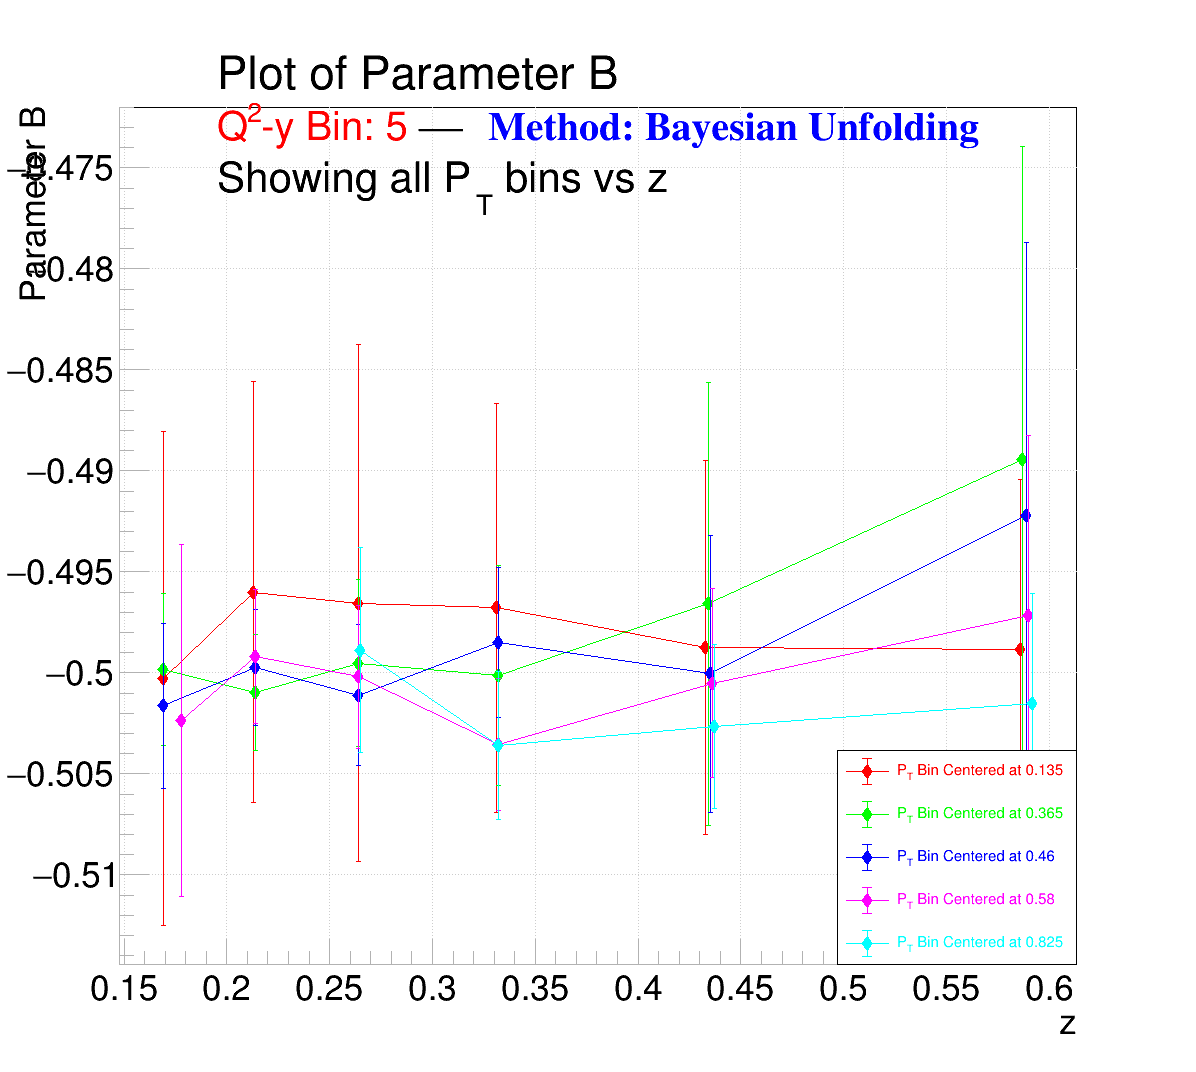 Plot of Parameter B
Q2-y Bin: 5 — Method: Bayesian Unfolding
Showing all PT bins vs z
Parameter B
−0.475
−0.48
−0.485
−0.49
−0.495
−0.5
−0.505
−0.51
PT Bin Centered at 0.135
PT Bin Centered at 0.365
PT Bin Centered at 0.46
PT Bin Centered at 0.58
PT Bin Centered at 0.825
0.15 0.2 0.25 0.3 0.35 0.4 0.45 0.5 0.55 0.6
z